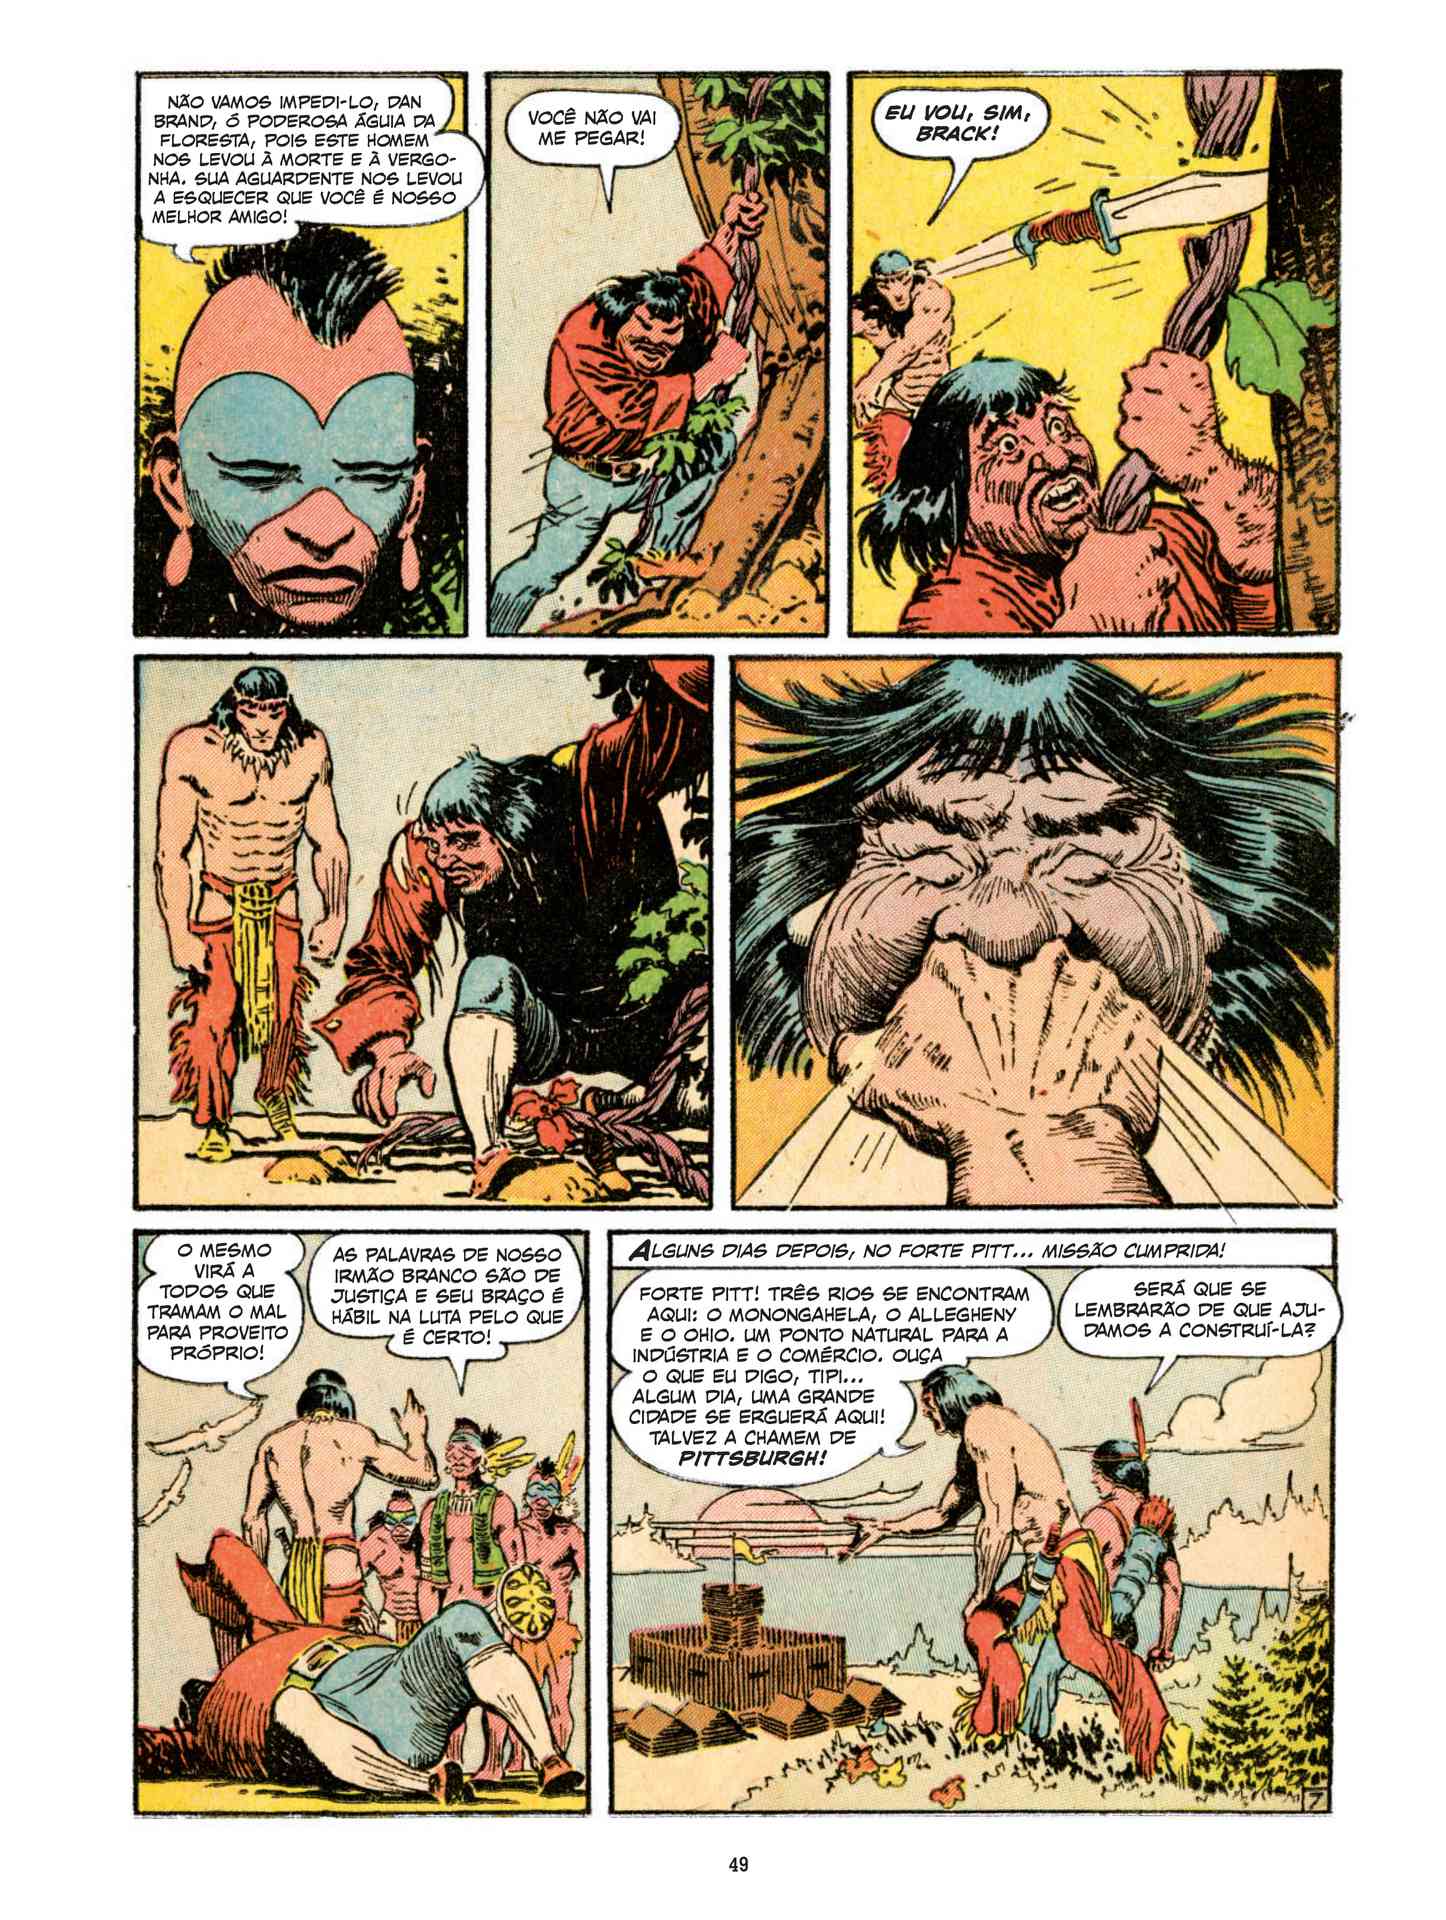 NÃO VAMOS IMPEDI-LO, DAN
BRAND, Ó PODEROSA ÁGUIA DA
FLORESTA, POIS ESTE HOMEM
NOS LEVOU À MORTE E À VERGO-
NHA. SUA AGUARDENTE NOS LEVOU
A ESQUECER QUE VOCÊ É NOSSO
MELHOR AMIGO!
VOCÊ NÃO VAI
ME PEGAR!
EU VOU, SIM,
BRACK!
O MESMO
VIRÁ A
TODOS QUE
TRAMAM O MAL
PARA PROVEITO
PRÓPRIO!
AS PALAVRAS DE NOSSO
IRMÃO BRANCO SÃO DE
JUSTIÇA E SEU BRAÇO É
HÁBIL NA LUTA PELO QUE
É CERTO!
ALGUNS DIAS DEPOIS, NO FORTE PITT... MISSÃO CUMPRIDA!
FORTE PITT! TRÊS RIOS SE ENCONTRAM
AQUI: O MONONGAHELA, O ALLEGHENY
E O OHIO. UM PONTO NATURAL PARA A
INDÚSTRIA E O COMÉRCIO. OUÇA
O QUE EU DIGO, TIPI...
ALGUM DIA, UMA GRANDE
CIDADE SE ERGUERÁ AQUI!
TALVEZ A CHAMEM DE
PITTSBURGH!
SERÁ QUE SE
LEMBRARÃO DE QUE AJU-
DAMOS A CONSTRUÍ-LA?
7
49